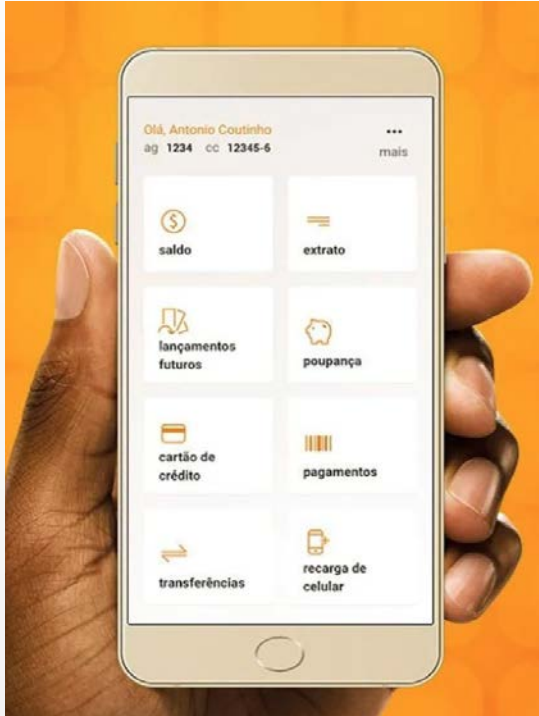 Olá, Antonio Coutinho
ag 1234 cc 12345-6
•••
mais
saldo
extrato
lançamentos
futuros
poupança
cartão de
crédito
pagamentos
transferências
recarga de
celular